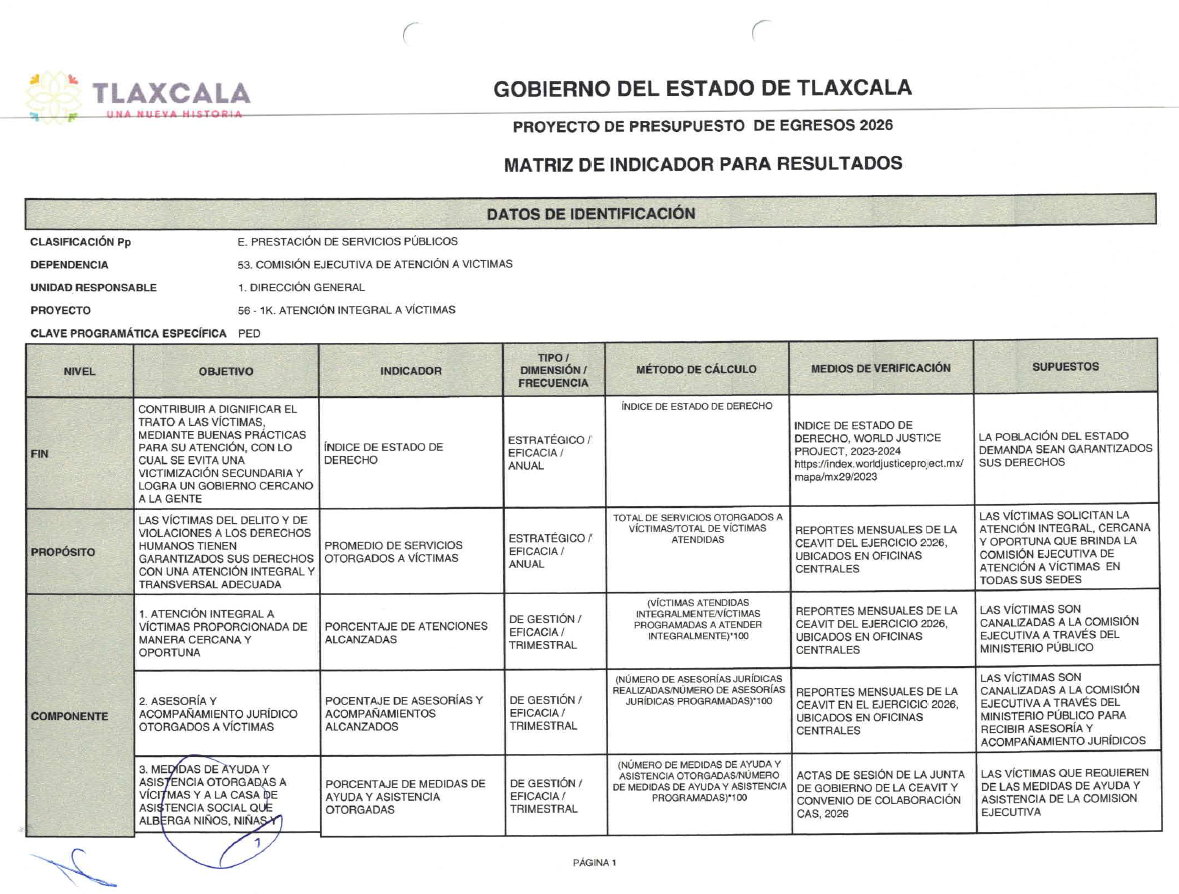 TLAXCALA
UNA NUEVA HISTORIA
GOBIERNO DEL ESTADO DE TLAXCALA
PROYECTO DE PRESUPUESTO DE EGRESOS 2026
MATRIZ DE INDICADOR PARA RESULTADOS
DATOS DE IDENTIFICACIÓN
CLASIFICACIÓN Pp E. PRESTACIÓN DE SERVICIOS PÚBLICOS
DEPENDENCIA 53. COMISIÓN EJECUTIVA DE ATENCIÓN A VICTIMAS
UNIDAD RESPONSABLE 1. DIRECCIÓN GENERAL
PROYECTO 56 - 1K. ATENCIÓN INTEGRAL A VÍCTIMAS
CLAVE PROGRAMÁTICA ESPECÍFICA PED
NIVEL
OBJETIVO
INDICADOR
TIPO /
DIMENSIÓN /
FRECUENCIA
MÉTODO DE CÁLCULO
MEDIOS DE VERIFICACIÓN
SUPUESTOS
FIN
CONTRIBUIR A DIGNIFICAR EL
TRATO A LAS VÍCTIMAS,
MEDIANTE BUENAS PRÁCTICAS
PARA SU ATENCIÓN, CON LO
CUAL SE EVITA UNA
VICTIMIZACIÓN SECUNDARIA Y
LOGRA UN GOBIERNO CERCANO
A LA GENTE
ÍNDICE DE ESTADO DE
DERECHO
ESTRATÉGICO /
EFICACIA /
ANUAL
ÍNDICE DE ESTADO DE DERECHO
INDICE DE ESTADO DE
DERECHO, WORLD JUSTICE
PROJECT, 2023-2024
https://index.worldjusticeproject.mx/
mapa/mx29/2023
LA POBLACIÓN DEL ESTADO
DEMANDA SEAN GARANTIZADOS
SUS DERECHOS
PROPÓSITO
LAS VÍCTIMAS DEL DELITO Y DE
VIOLACIONES A LOS DERECHOS
HUMANOS TIENEN
GARANTIZADOS SUS DERECHOS
CON UNA ATENCIÓN INTEGRAL Y
TRANSVERSAL ADECUADA
PROMEDIO DE SERVICIOS
OTORGADOS A VÍCTIMAS
ESTRATÉGICO /
EFICACIA /
ANUAL
TOTAL DE SERVICIOS OTORGADOS A
VÍCTIMAS/TOTAL DE VÍCTIMAS
ATENDIDAS
REPORTES MENSUALES DE LA
CEAVIT DEL EJERCICIO 2026,
UBICADOS EN OFICINAS
CENTRALES
LAS VÍCTIMAS SOLICITAN LA
ATENCIÓN INTEGRAL, CERCANA
Y OPORTUNA QUE BRINDA LA
COMISIÓN EJECUTIVA DE
ATENCIÓN A VÍCTIMAS EN
TODAS SUS SEDES
COMPONENTE
1. ATENCIÓN INTEGRAL A
VÍCTIMAS PROPORCIONADA DE
MANERA CERCANA Y
OPORTUNA
PORCENTAJE DE ATENCIONES
ALCANZADAS
DE GESTIÓN /
EFICACIA /
TRIMESTRAL
(VÍCTIMAS ATENDIDAS
INTEGRALMENTE/VÍCTIMAS
PROGRAMADAS A ATENDER
INTEGRALMENTE)*100
REPORTES MENSUALES DE LA
CEAVIT DEL EJERCICIO 2026,
UBICADOS EN OFICINAS
CENTRALES
LAS VÍCTIMAS SON
CANALIZADAS A LA COMISIÓN
EJECUTIVA A TRAVÉS DEL
MINISTERIO PÚBLICO
2. ASESORÍA Y
ACOMPAÑAMIENTO JURÍDICO
OTORGADOS A VÍCTIMAS
POCENTAJE DE ASESORÍAS Y
ACOMPAÑAMIENTOS
ALCANZADOS
DE GESTIÓN /
EFICACIA /
TRIMESTRAL
(NÚMERO DE ASESORÍAS JURÍDICAS
REALIZADAS/NÚMERO DE ASESORÍAS
JURÍDICAS PROGRAMADAS)*100
REPORTES MENSUALES DE LA
CEAVIT EN EL EJERCICIO 2026,
UBICADOS EN OFICINAS
CENTRALES
LAS VÍCTIMAS SON
CANALIZADAS A LA COMISIÓN
EJECUTIVA A TRAVÉS DEL
MINISTERIO PÚBLICO PARA
RECIBIR ASESORÍA Y
ACOMPAÑAMIENTO JURÍDICOS
3. MEDIDAS DE AYUDA Y
ASISTENCIA OTORGADAS A
VÍCITMAS Y A LA CASA DE
ASISTENCIA SOCIAL QUE
ALBERGA NIÑOS, NIÑAS Y
PORCENTAJE DE MEDIDAS DE
AYUDA Y ASISTENCIA
OTORGADAS
DE GESTIÓN /
EFICACIA /
TRIMESTRAL
(NÚMERO DE MEDIDAS DE AYUDA Y
ASISTENCIA OTORGADAS/NÚMERO
DE MEDIDAS DE AYUDA Y ASISTENCIA
PROGRAMADAS)*100
ACTAS DE SESIÓN DE LA JUNTA
DE GOBIERNO DE LA CEAVIT Y
CONVENIO DE COLABORACIÓN
CAS, 2026
LAS VÍCTIMAS QUE REQUIEREN
DE LAS MEDIDAS DE AYUDA Y
ASISTENCIA DE LA COMISION
EJECUTIVA
1
PÁGINA 1